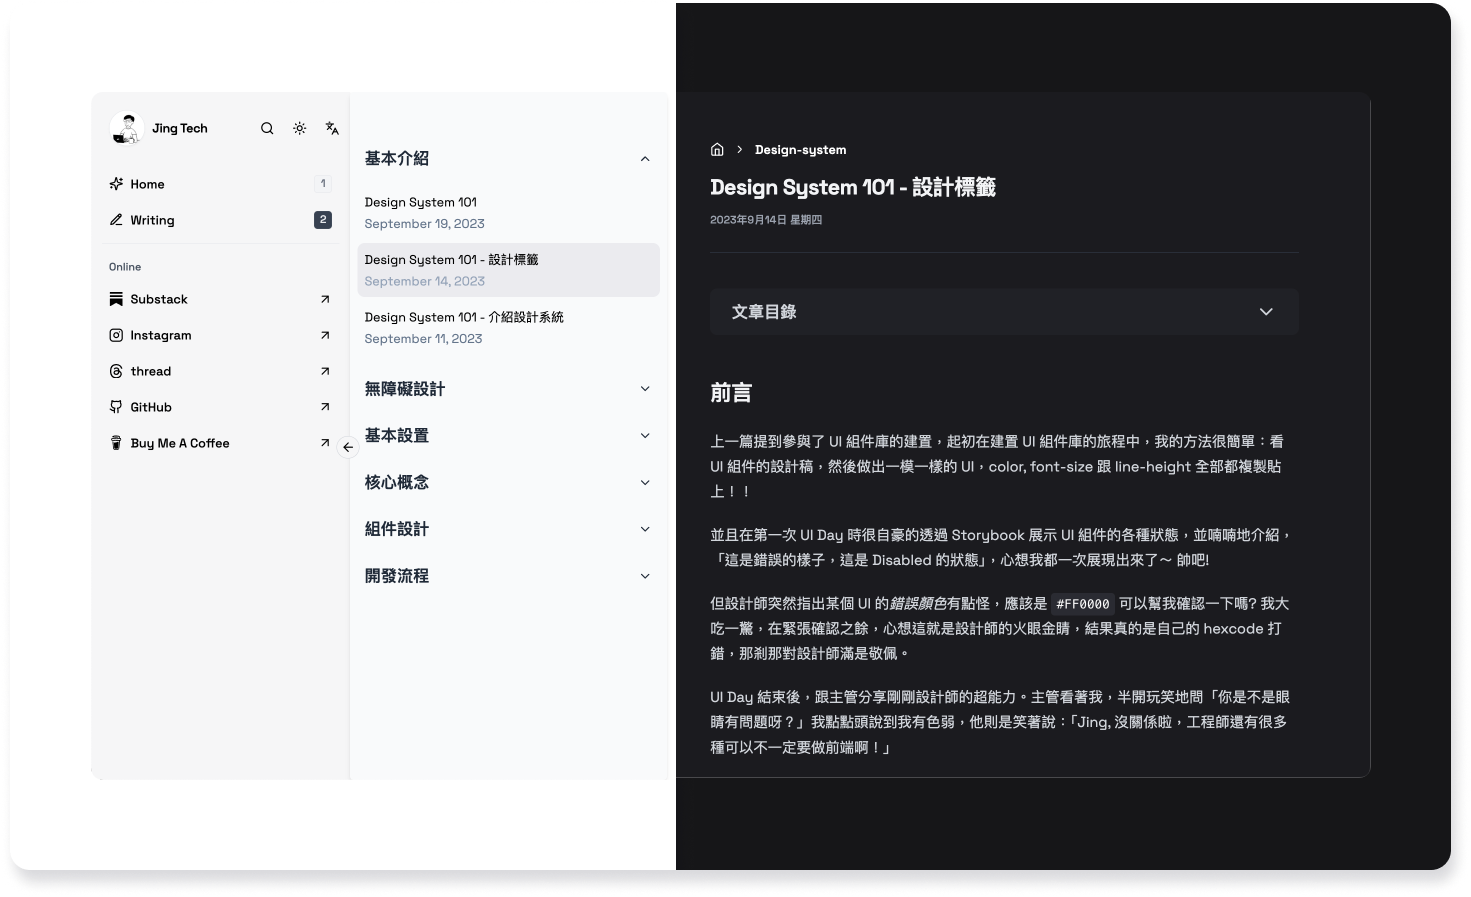 Jing Tech
Home 1
Writing 2
Online
Substack
Instagram
thread
GitHub
Buy Me A Coffee
基本介紹
Design System 101
September 19, 2023
Design System 101 - 設計標籤
September 14, 2023
Design System 101 - 介紹設計系統
September 11, 2023
無障礙設計
基本設置
核心概念
組件設計
開發流程
Design-system
Design System 101 - 設計標籤
2023年9月14日 星期四
文章目錄
前言
上一篇提到參與了 UI 組件庫的建置，起初在建置 UI 組件庫的旅程中，我的方法很簡單：看
UI 組件的設計稿，然後做出一模一樣的 UI，color, font-size 跟 line-height 全部都複製貼
上！！
並且在第一次 UI Day 時很自豪的透過 Storybook 展示 UI 組件的各種狀態，並喃喃地介紹，
「這是錯誤的樣子，這是 Disabled 的狀態」，心想我都一次展現出來了～ 帥吧!
但設計師突然指出某個 UI 的錯誤顏色有點怪，應該是 #FF0000 可以幫我確認一下嗎? 我大
吃一驚，在緊張確認之餘，心想這就是設計師的火眼金睛，結果真的是自己的 hexcode 打
錯，那剎那對設計師滿是敬佩。
UI Day 結束後，跟主管分享剛剛設計師的超能力。主管看著我，半開玩笑地問「你是不是眼
睛有問題呀？」我點點頭說到我有色弱，他則是笑著說：「Jing, 沒關係啦，工程師還有很多
種可以不一定要做前端啊！」